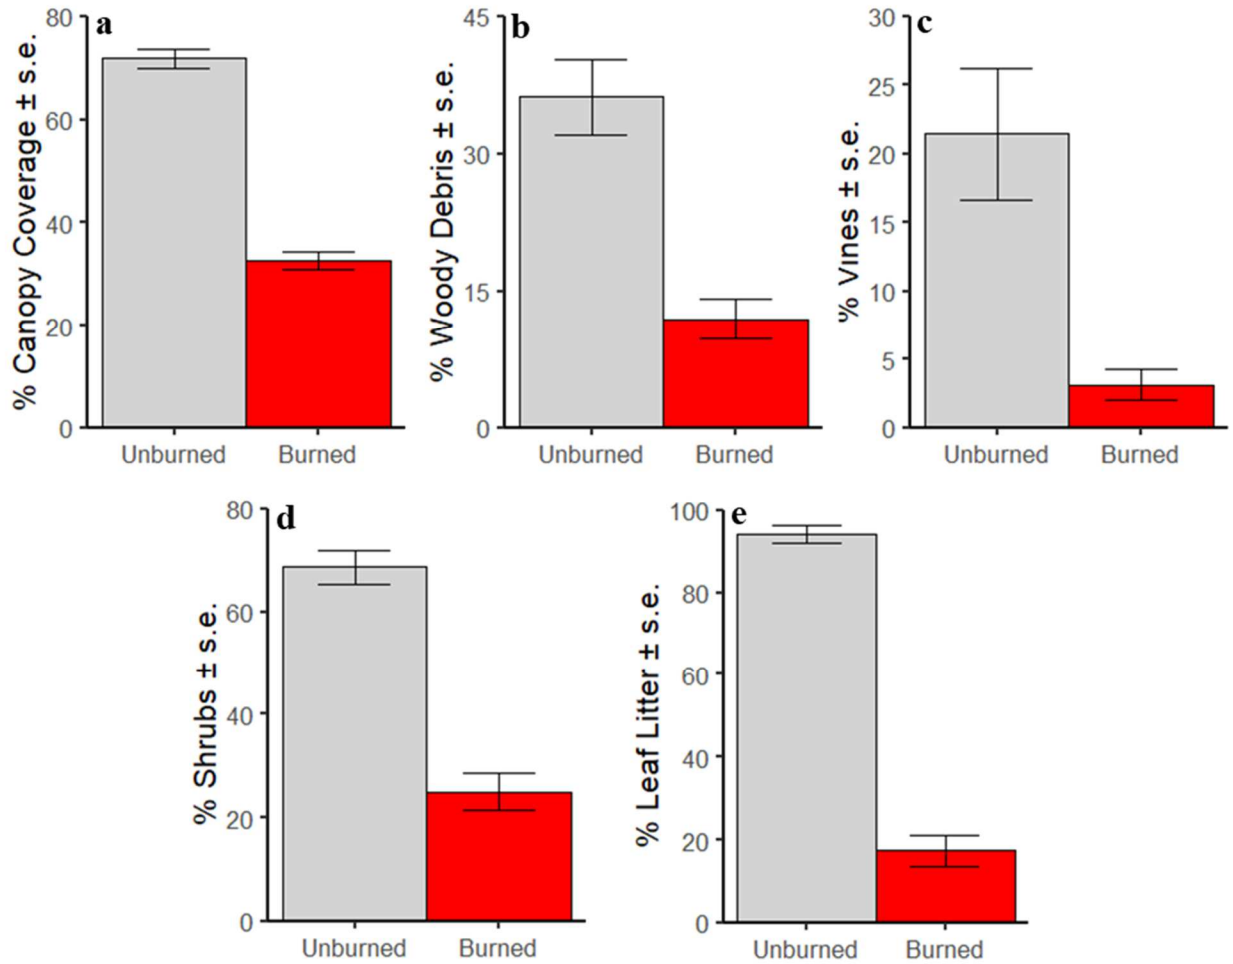 a
% Canopy Coverage ± s.e.
80
60
40
20
0
Unburned Burned
b
% Woody Debris ± s.e.
45
30
15
0
Unburned Burned
c
% Vines ± s.e.
30
25
20
15
10
5
0
Unburned Burned
d
% Shrubs ± s.e.
80
60
40
20
0
Unburned Burned
e
% Leaf Litter ± s.e.
100
80
60
40
20
0
Unburned Burned